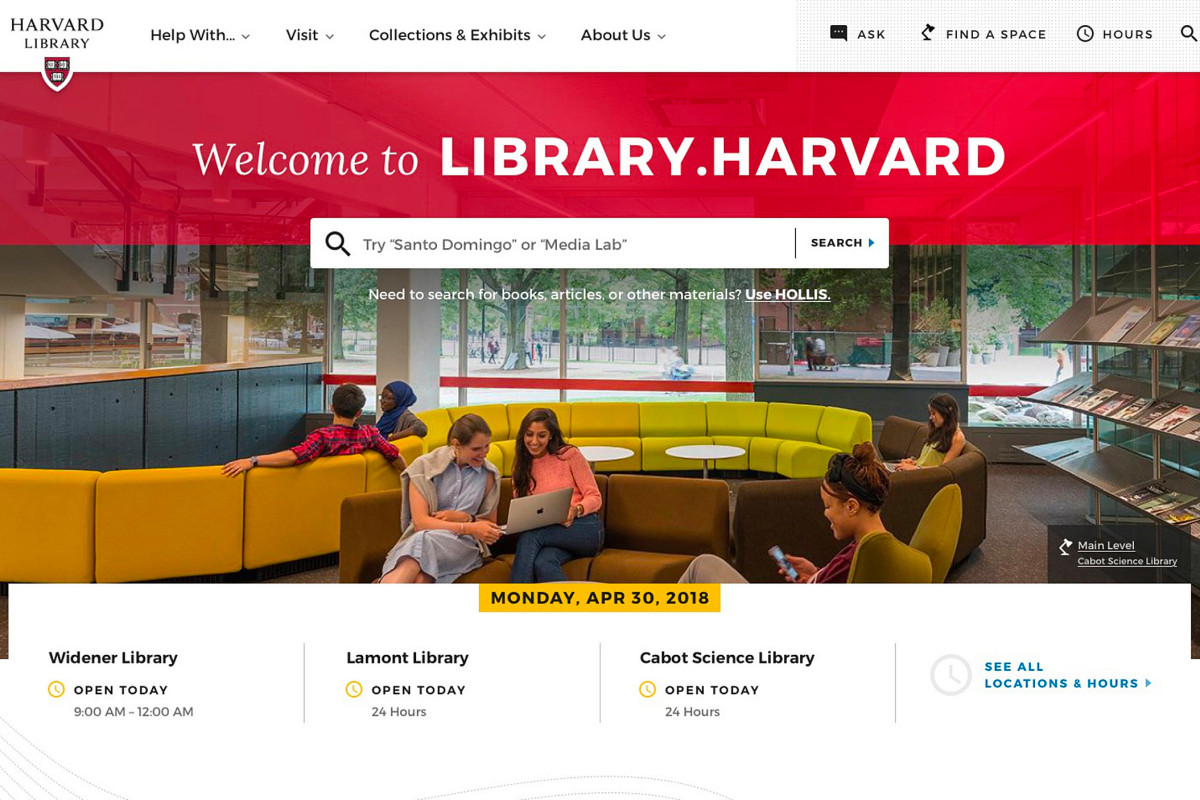 HARVARD
LIBRARY
Help With... Visit Collections & Exhibits About Us
ASK FIND A SPACE HOURS
Welcome to LIBRARY.HARVARD
Try “Santo Domingo” or “Media Lab” SEARCH
Need to search for books, articles, or other materials? Use HOLLIS.
Main Level
Cabot Science Library
MONDAY, APR 30, 2018
Widener Library
OPEN TODAY
9:00 AM – 12:00 AM
Lamont Library
OPEN TODAY
24 Hours
Cabot Science Library
OPEN TODAY
24 Hours
SEE ALL
LOCATIONS & HOURS